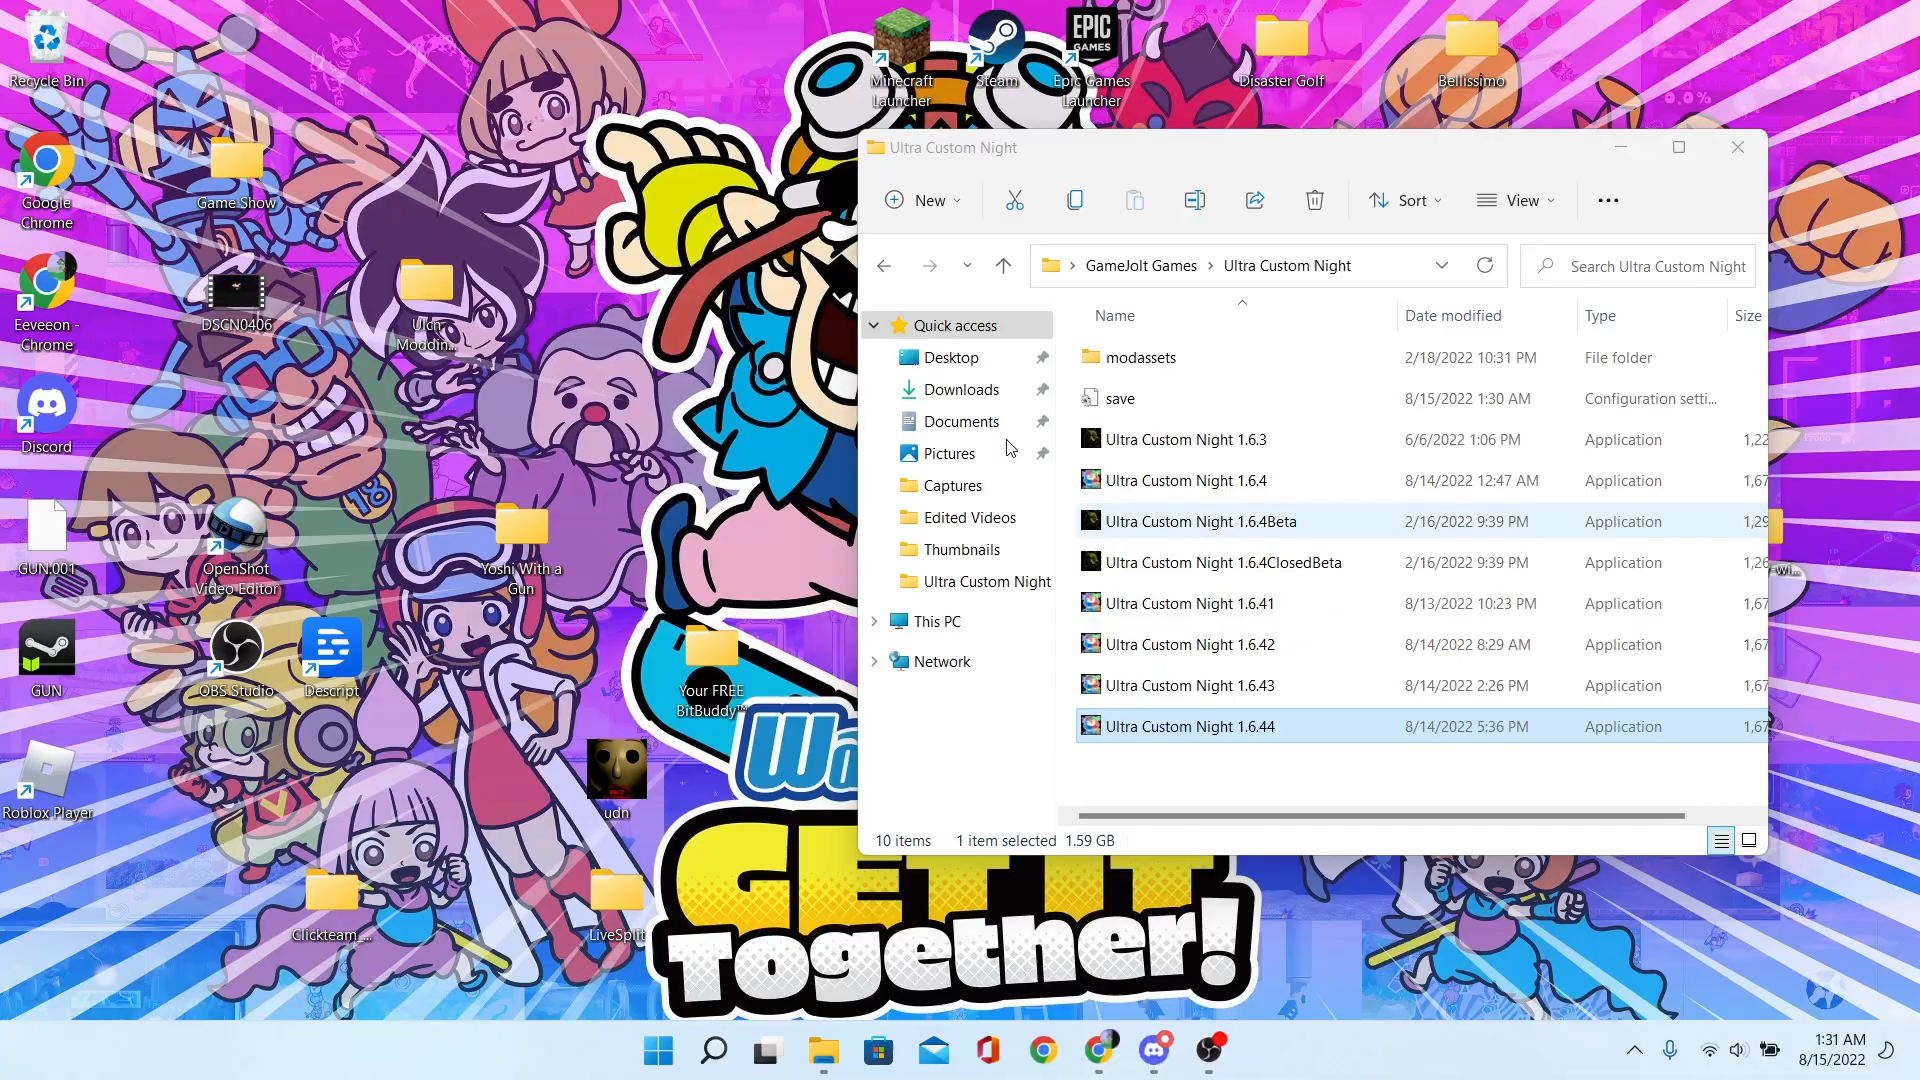 Recycle Bin
Minecraft
Launcher
Steam
EPIC
GAMES
Epic Games
Launcher
Disaster Golf
Bellissimo
0.0%
Ultra Custom Night
New
Sort
View
Google
Chrome
Game Show
GameJolt Games
Ultra Custom Night
Search Ultra Custom Night
Eeveeon -
Chrome
DSCN0406
Ulcn
Moddin...
Name
Date modified
Type
Size
Quick access
Desktop
Downloads
Documents
Pictures
Captures
Edited Videos
Thumbnails
Ultra Custom Night
This PC
Network
modassets 2/18/2022 10:31 PM File folder
save 8/15/2022 1:30 AM Configuration setti...
Ultra Custom Night 1.6.3 6/6/2022 1:06 PM Application 1,22
Ultra Custom Night 1.6.4 8/14/2022 12:47 AM Application 1,67
Ultra Custom Night 1.6.4Beta 2/16/2022 9:39 PM Application 1,29
Ultra Custom Night 1.6.4ClosedBeta 2/16/2022 9:39 PM Application 1,26
Ultra Custom Night 1.6.41 8/13/2022 10:23 PM Application 1,67
Ultra Custom Night 1.6.42 8/14/2022 8:29 AM Application 1,67
Ultra Custom Night 1.6.43 8/14/2022 2:26 PM Application 1,67
Ultra Custom Night 1.6.44 8/14/2022 5:36 PM Application 1,67
10 items 1 item selected 1.59 GB
Discord
18
GUN.001
OpenShot
Video Editor
Yoshi With a
Gun
GUN
OBS Studio
Descript
Your FREE
BitBuddy™
Roblox Player
udn
Clickteam_...
LiveSplit
Wa
GET IT
Together!
1:31 AM
8/15/2022